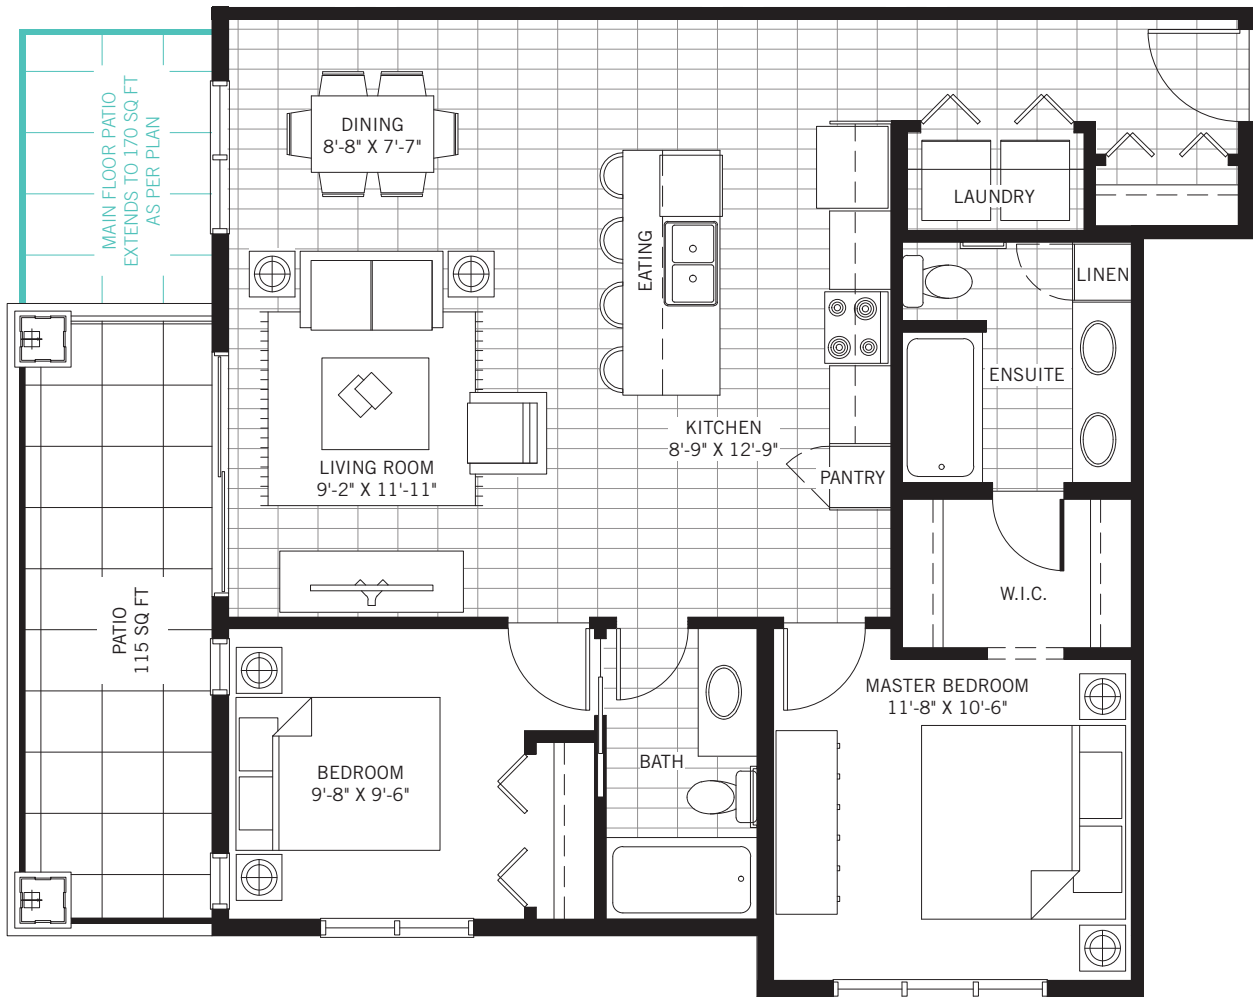 MAIN FLOOR PATIO
EXTENDS TO 170 SQ FT
AS PER PLAN
DINING
8'-8" X 7'-7"
EATING
LAUNDRY
LINEN
ENSUITE
KITCHEN
8'-9" X 12'-9"
PANTRY
LIVING ROOM
9'-2" X 11'-11"
W.I.C.
PATIO
115 SQ FT
MASTER BEDROOM
11'-8" X 10'-6"
BATH
BEDROOM
9'-8" X 9'-6"